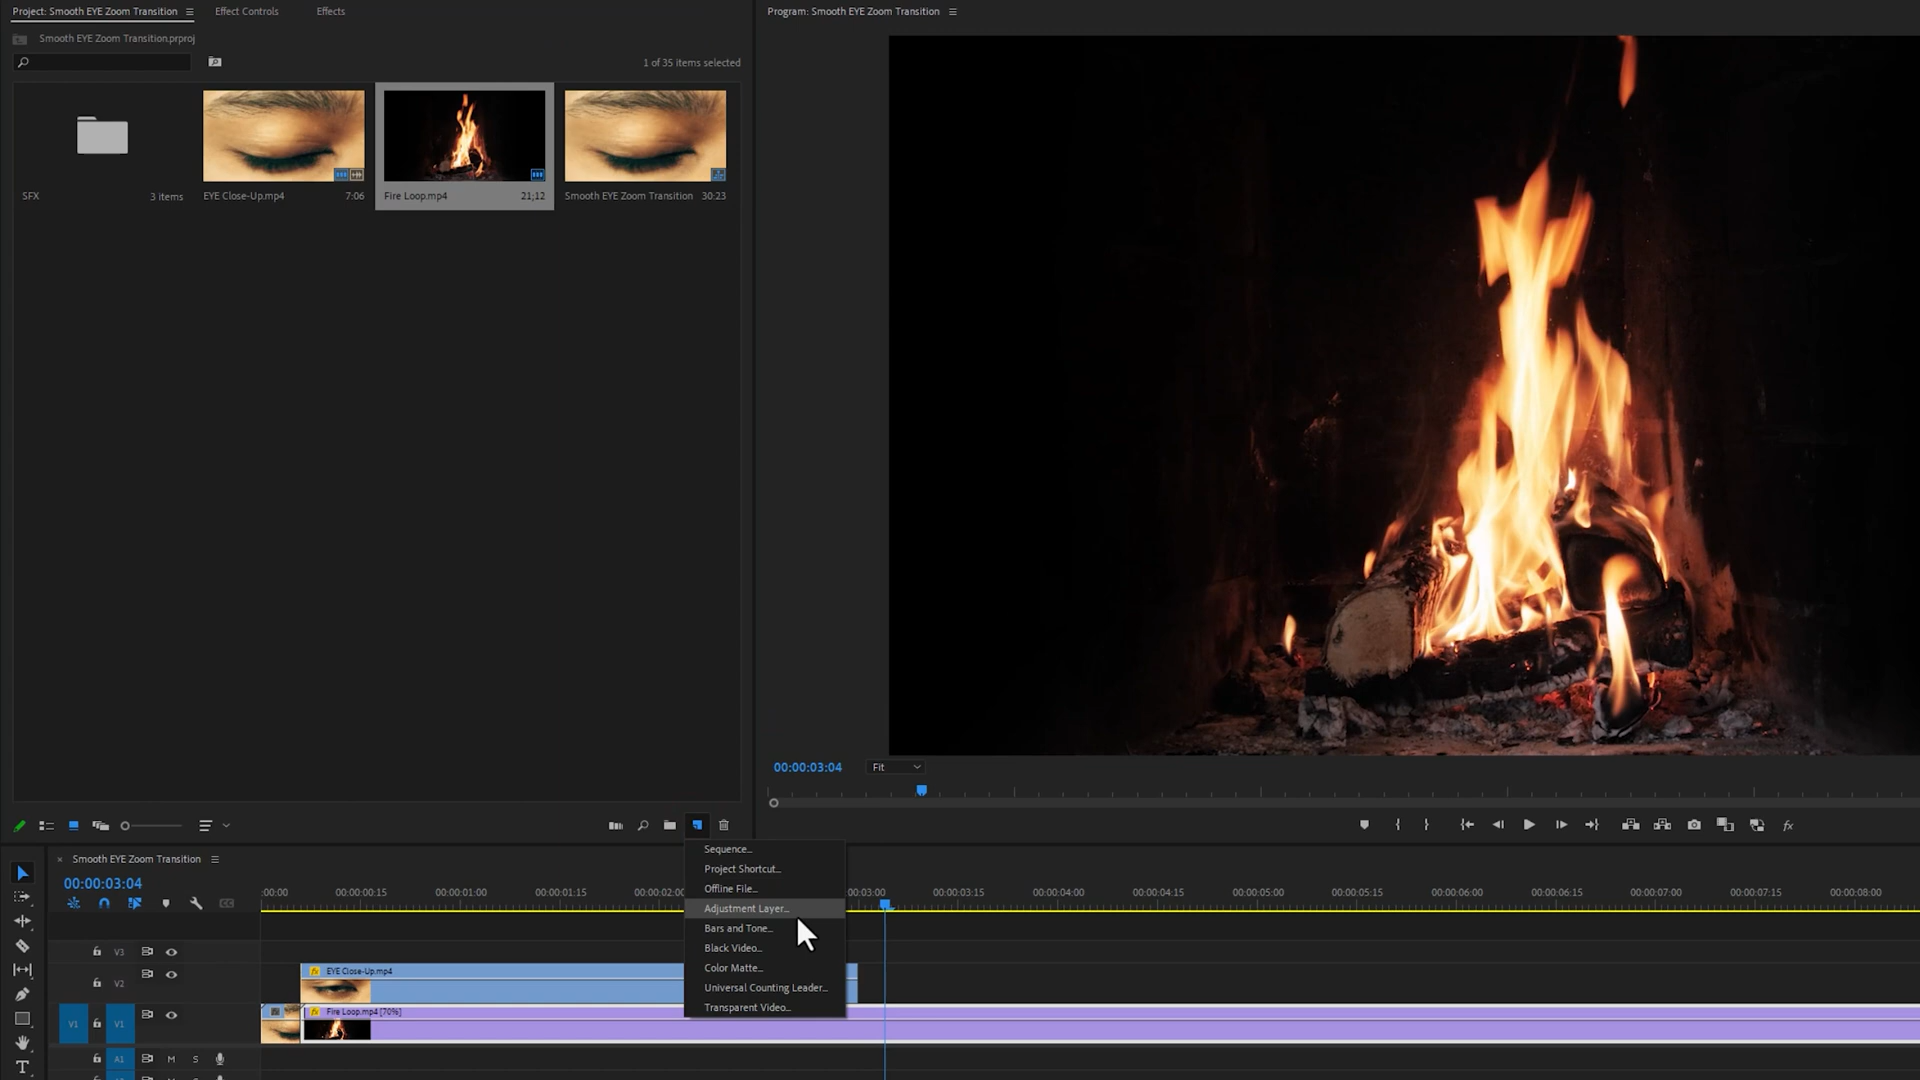 Project: Smooth EYE Zoom Transition
Effect Controls
Effects
Smooth EYE Zoom Transition.prproj
1 of 35 items selected
SFX
3 items
EYE Close-Up.mp4
7:06
Fire Loop.mp4
21;12
Smooth EYE Zoom Transition
30:23
Program: Smooth EYE Zoom Transition
00:00:03:04
Fit
fx
Sequence...
Project Shortcut...
Offline File...
Adjustment Layer...
Bars and Tone...
Black Video...
Color Matte...
Universal Counting Leader...
Transparent Video...
× Smooth EYE Zoom Transition
00:00:03:04
:00:00
00:00:00:15
00:00:01:00
00:00:01:15
00:00:02:00
00:03:00
00:00:03:15
00:00:04:00
00:00:04:15
00:00:05:00
00:00:05:15
00:00:06:00
00:00:06:15
00:00:07:00
00:00:07:15
00:00:08:00
V3
V2
fx EYE Close-Up.mp4
V1
V1
fx Fire Loop.mp4 [70%]
A1
M
S
T